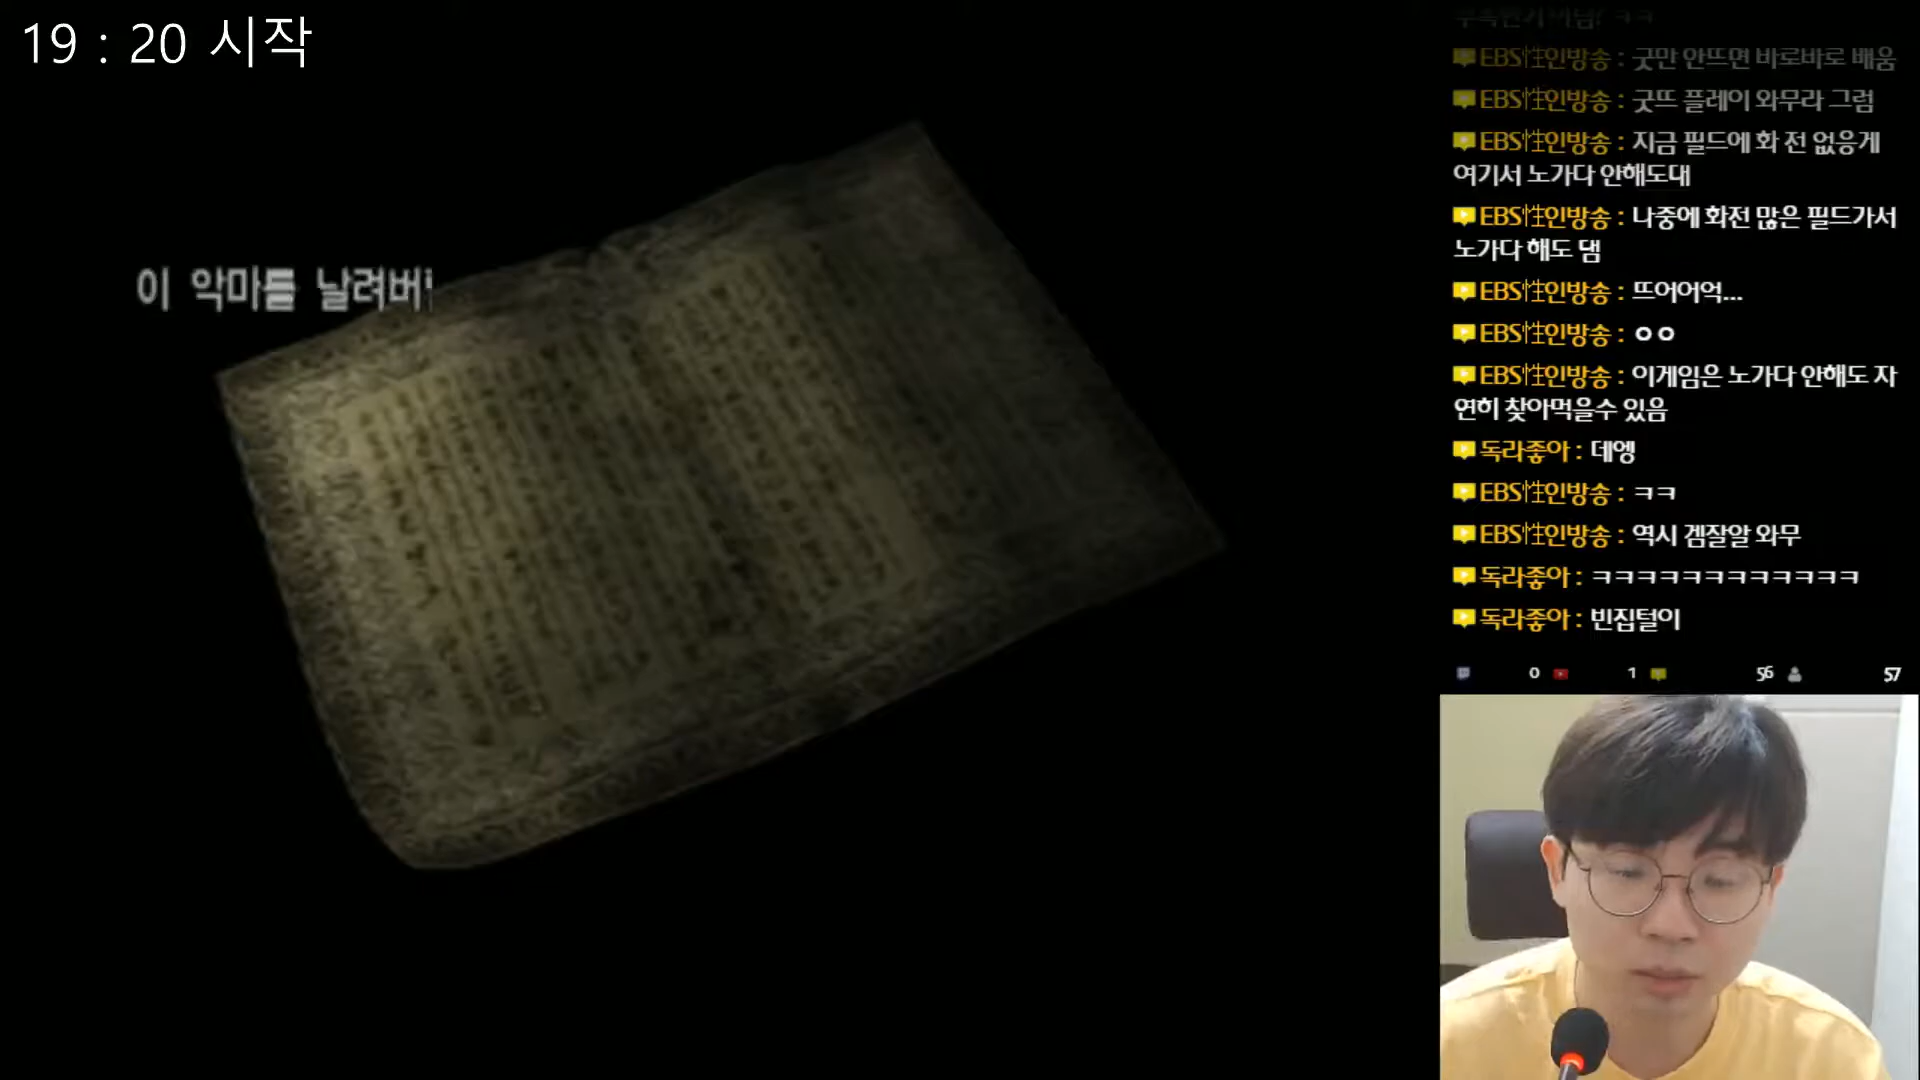 19 : 20 시작
이 악마를 날려버
EBS性인방송 : 굿만 안뜨면 바로바로 배움
EBS性인방송 : 굿뜨 플레이 와무라 그럼
EBS性인방송 : 지금 필드에 화 전 없응게
여기서 노가다 안해도대
EBS性인방송 : 나중에 화전 많은 필드가서
노가다 해도 댐
EBS性인방송 : 뜨어어억...
EBS性인방송 : ㅇㅇ
EBS性인방송 : 이게임은 노가다 안해도 자
연히 찾아먹을수 있음
독라좋아 : 데엥
EBS性인방송 : ㅋㅋ
EBS性인방송 : 역시 겜잘알 와무
독라좋아 : ㅋㅋㅋㅋㅋㅋㅋㅋㅋㅋㅋㅋ
독라좋아 : 빈집털이
0 1 56 57